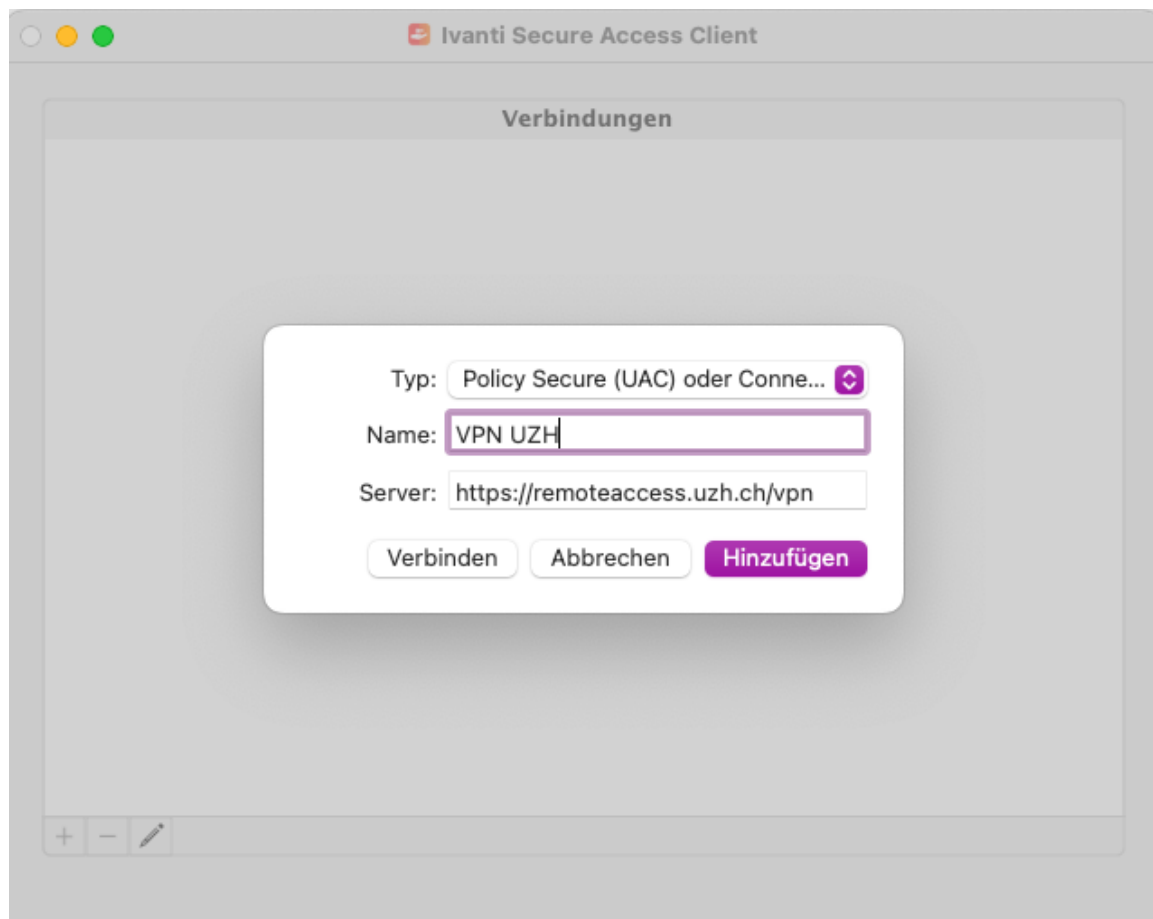 Ivanti Secure Access Client
Verbindungen
Typ: Policy Secure (UAC) oder Conne...
Name: VPN UZH
Server: https://remoteaccess.uzh.ch/vpn
Verbinden Abbrechen Hinzufügen